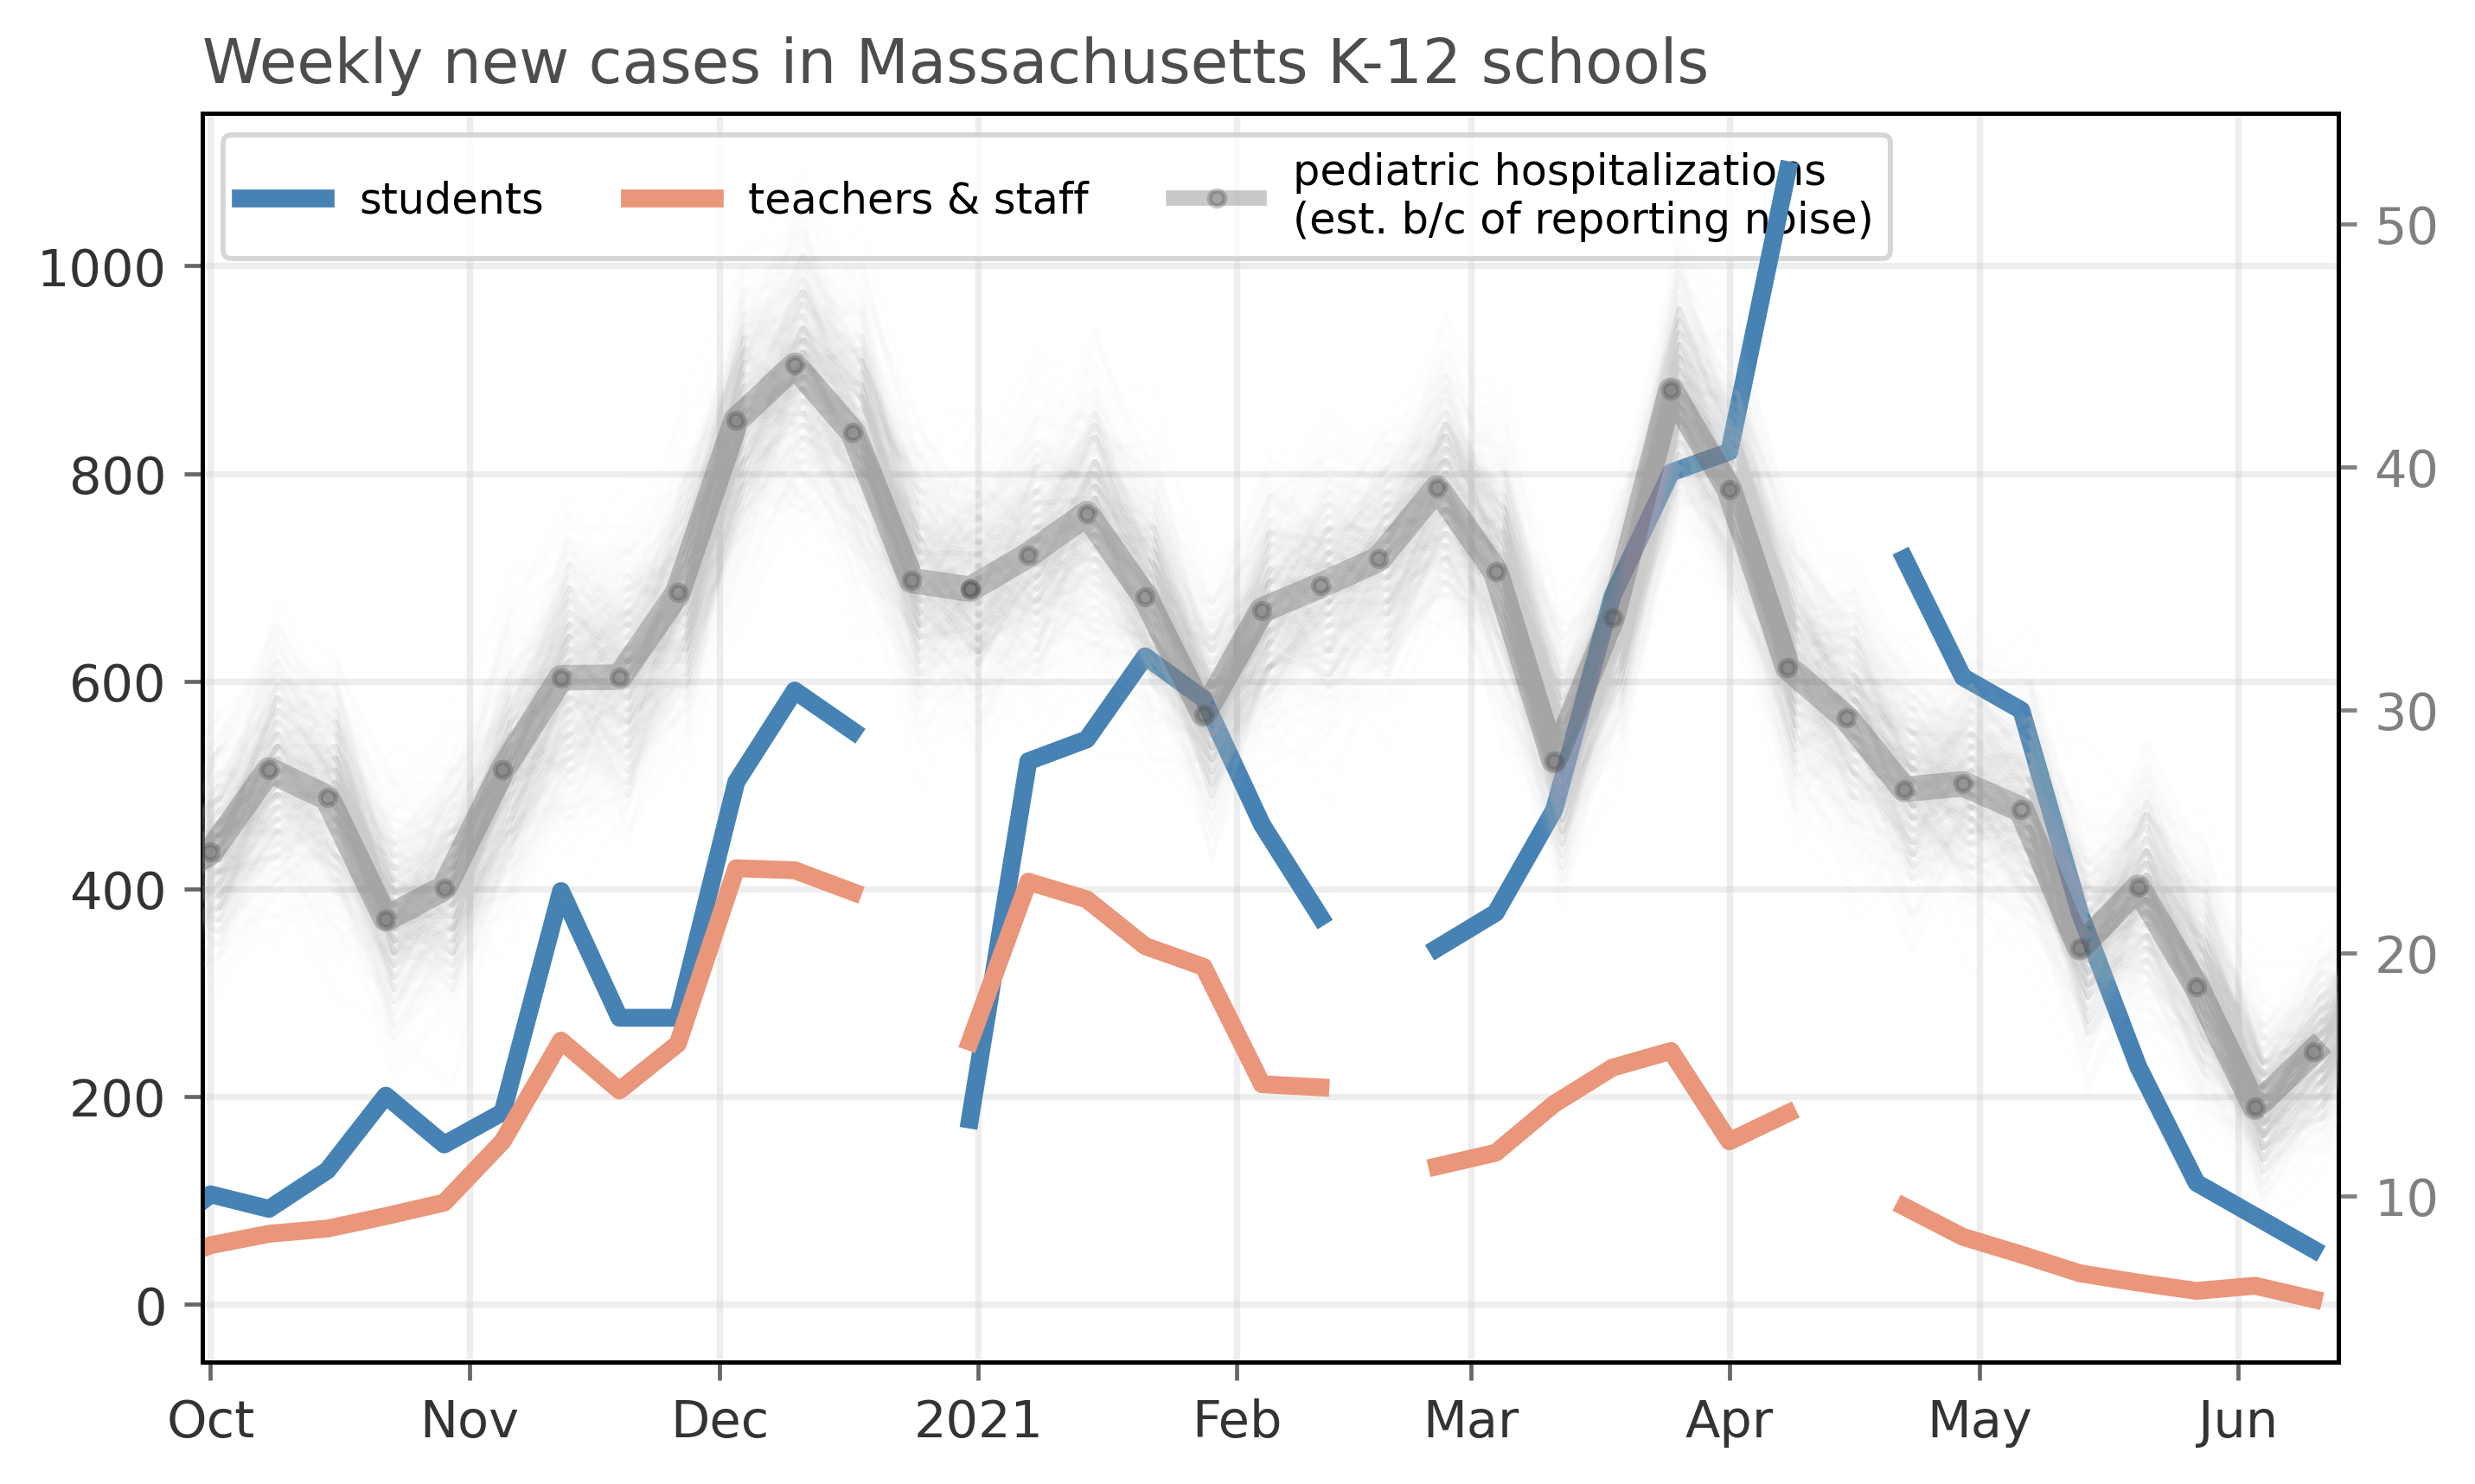 Weekly new cases in Massachusetts K-12 schools
students
teachers & staff
pediatric hospitalizations
(est. b/c of reporting noise)
1000
800
600
400
200
0
50
40
30
20
10
Oct Nov Dec 2021 Feb Mar Apr May Jun